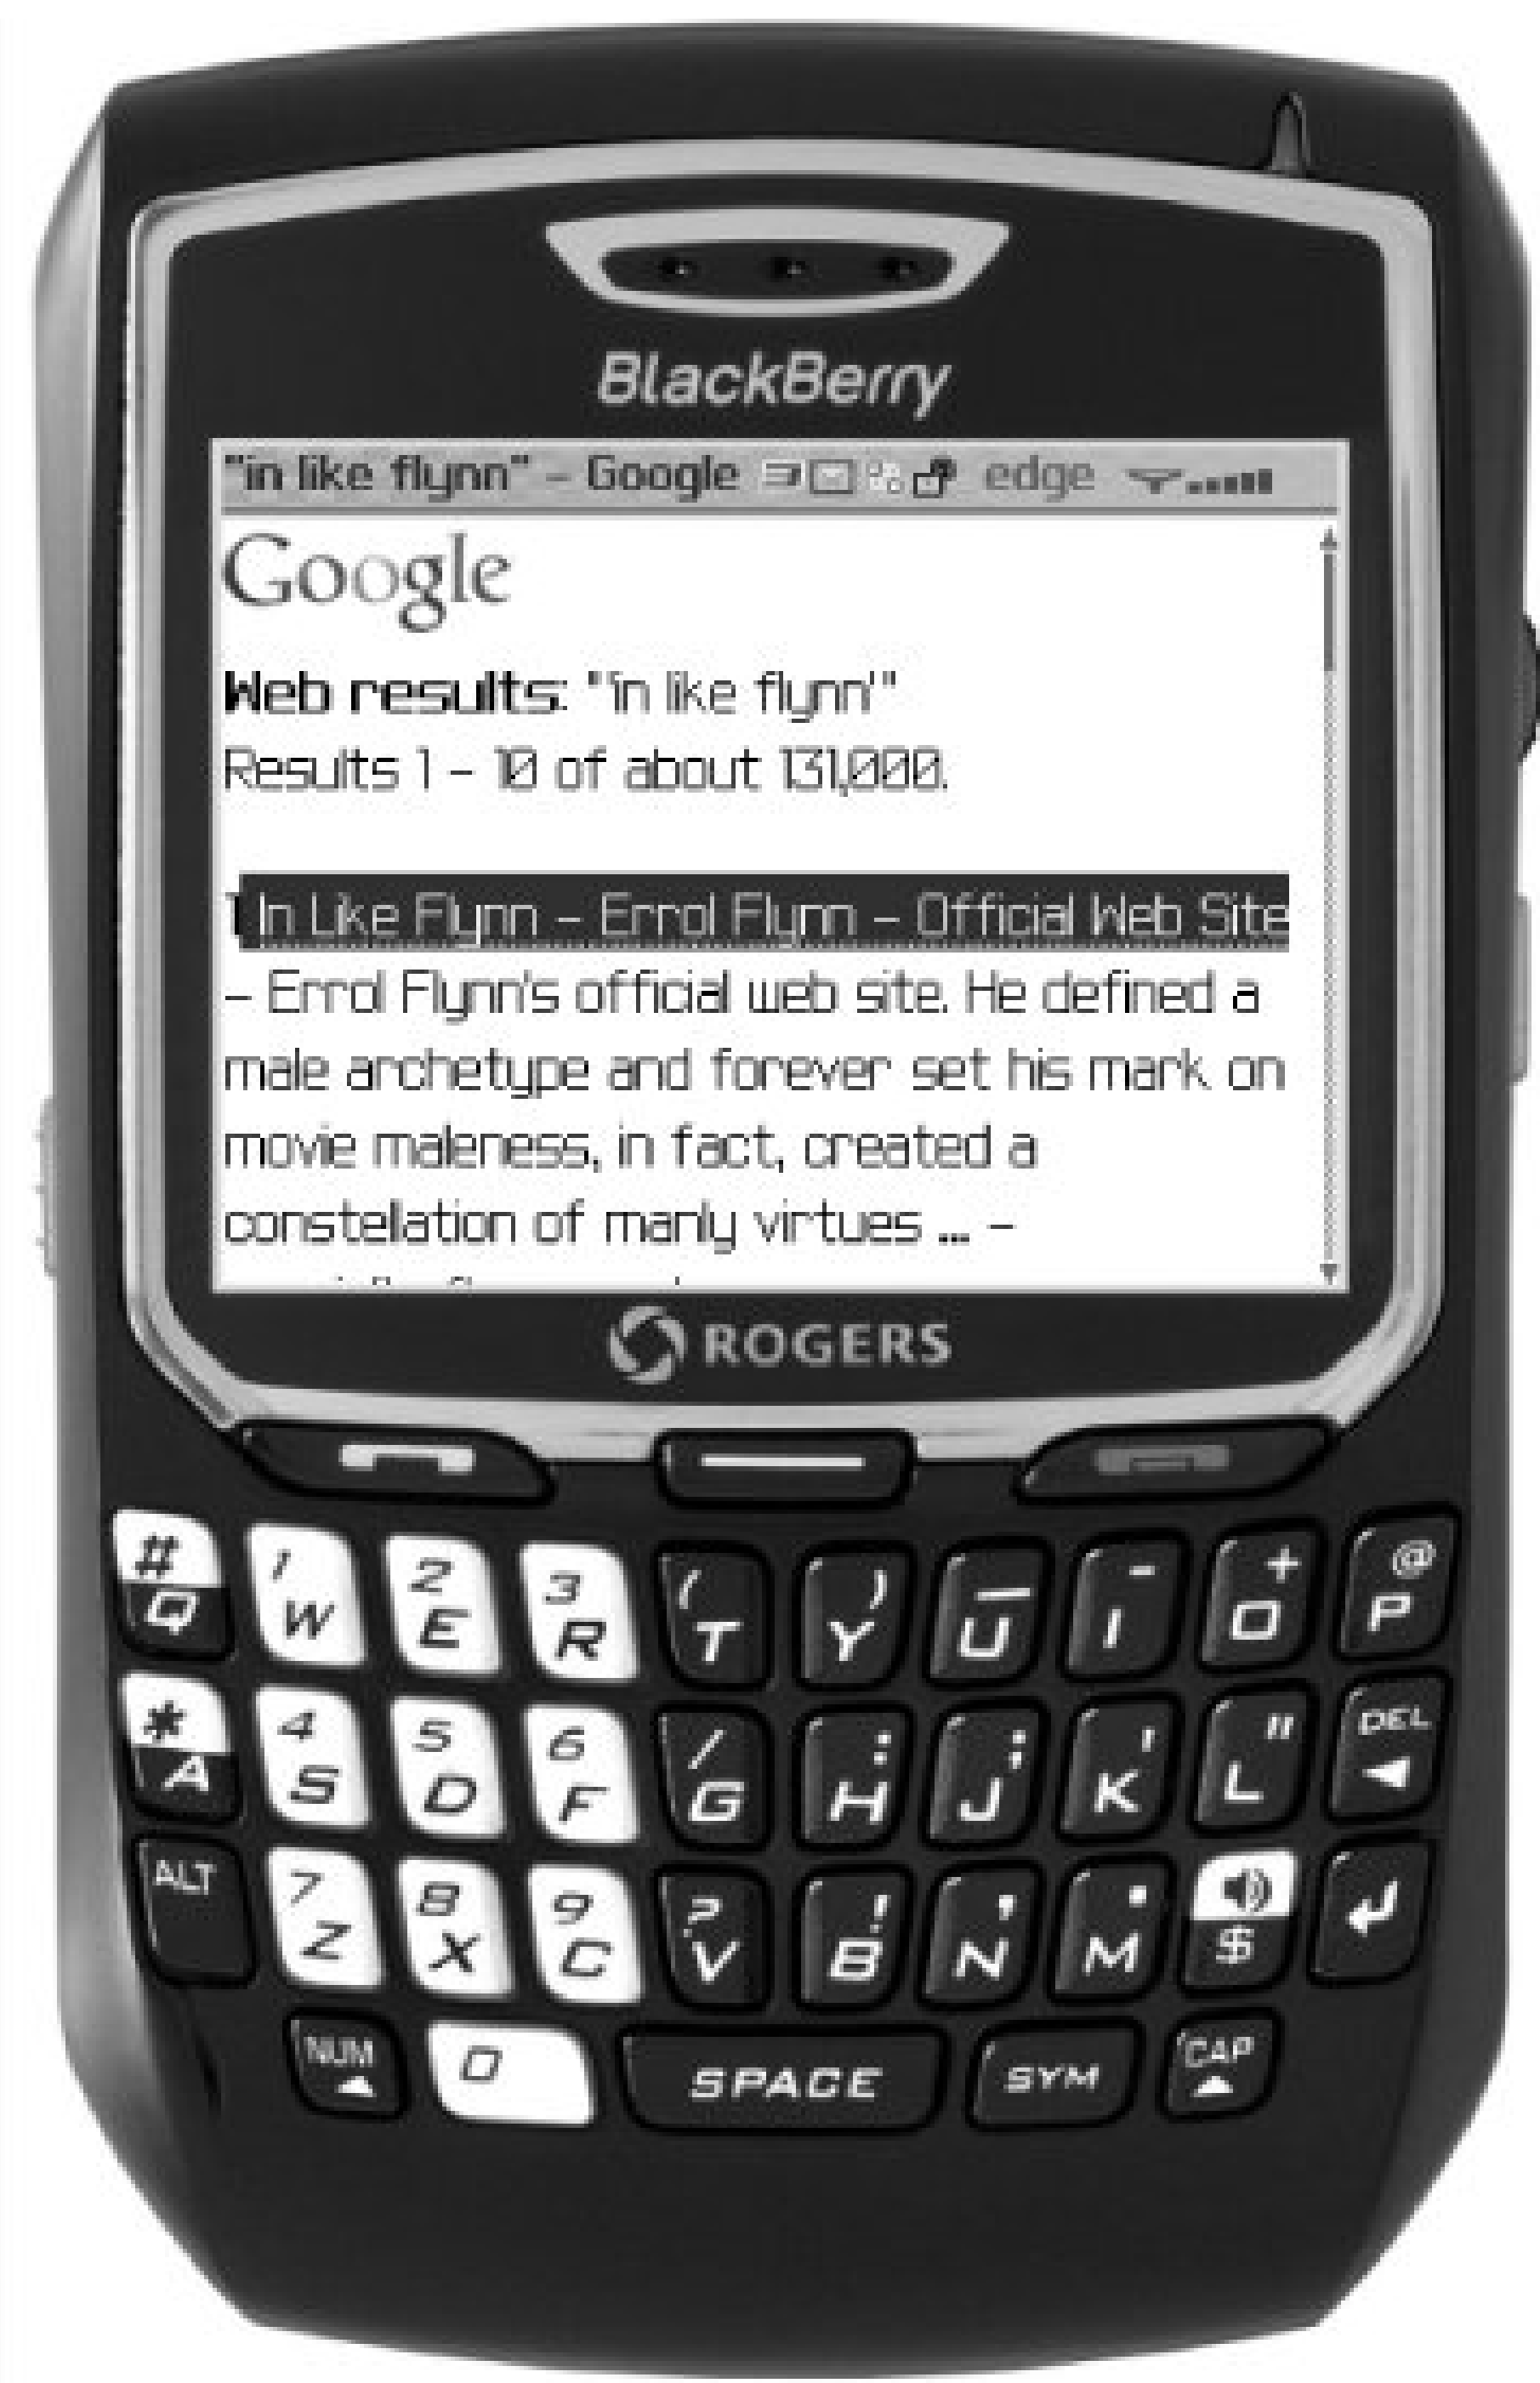 BlackBerry
"in like flynn" - Google edge
Google
Web results: "in like flynn"
Results 1 - 10 of about 131,000.
1 In Like Flynn - Errol Flynn - Official Web Site
- Errol Flynn's official web site. He defined a
male archetype and forever set his mark on
movie maleness, in fact, created a
constellation of manly virtues ... -
ROGERS
# 1 2 3 ( ) _ - + @
Q W E R T Y U I O P
* 4 5 6 / : ; ' " DEL
A S D F G H J K L
ALT 7 8 9 ? ! , .
Z X C V B N M $
NUM 0 SPACE SYM CAP